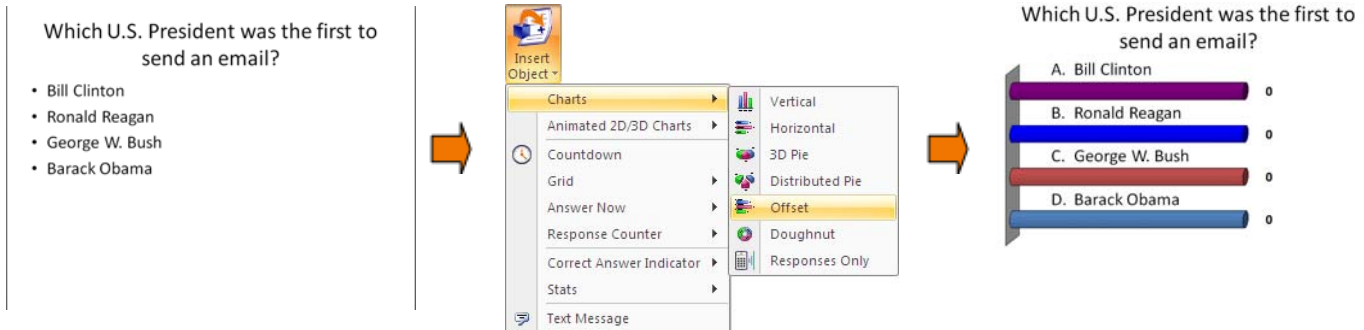 Which U.S. President was the first to
send an email?
• Bill Clinton
• Ronald Reagan
• George W. Bush
• Barack Obama
Insert
Object
Charts
Animated 2D/3D Charts
Countdown
Grid
Answer Now
Response Counter
Correct Answer Indicator
Stats
Text Message
Vertical
Horizontal
3D Pie
Distributed Pie
Offset
Doughnut
Responses Only
Which U.S. President was the first to
send an email?
A. Bill Clinton
0
B. Ronald Reagan
0
C. George W. Bush
0
D. Barack Obama
0